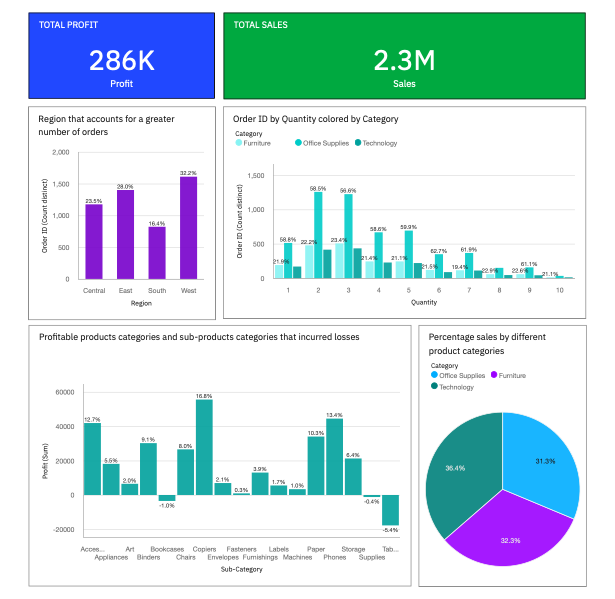 TOTAL PROFIT
286K
Profit
TOTAL SALES
2.3M
Sales
Region that accounts for a greater
number of orders
2,000
1,500
1,000
500
0
Order ID (Count distinct)
23.5%
28.0%
16.4%
32.2%
Central East South West
Region
Order ID by Quantity colored by Category
Category
Furniture Office Supplies Technology
1,500
1,000
500
0
Order ID (Count distinct)
21.9% 58.8%
22.2% 58.5%
23.4% 56.6%
21.4% 58.6%
21.1% 59.9%
21.5% 62.7%
19.4% 61.9%
22.9%
22.6% 61.1%
21.1%
1 2 3 4 5 6 7 8 9 10
Quantity
Profitable products categories and sub-products categories that incurred losses
60000
40000
20000
0
-20000
Profit (Sum)
12.7%
5.5%
2.0%
9.1%
-1.0%
8.0%
16.8%
2.1%
0.3%
3.9%
1.7%
1.0%
10.3%
13.4%
6.4%
-0.4%
-5.4%
Acces... Art Bookcases Copiers Fasteners Labels Paper Storage Tab...
Appliances Binders Chairs Envelopes Furnishings Machines Phones Supplies
Sub-Category
Percentage sales by different
product categories
Category
Office Supplies Furniture
Technology
31.3%
36.4%
32.3%